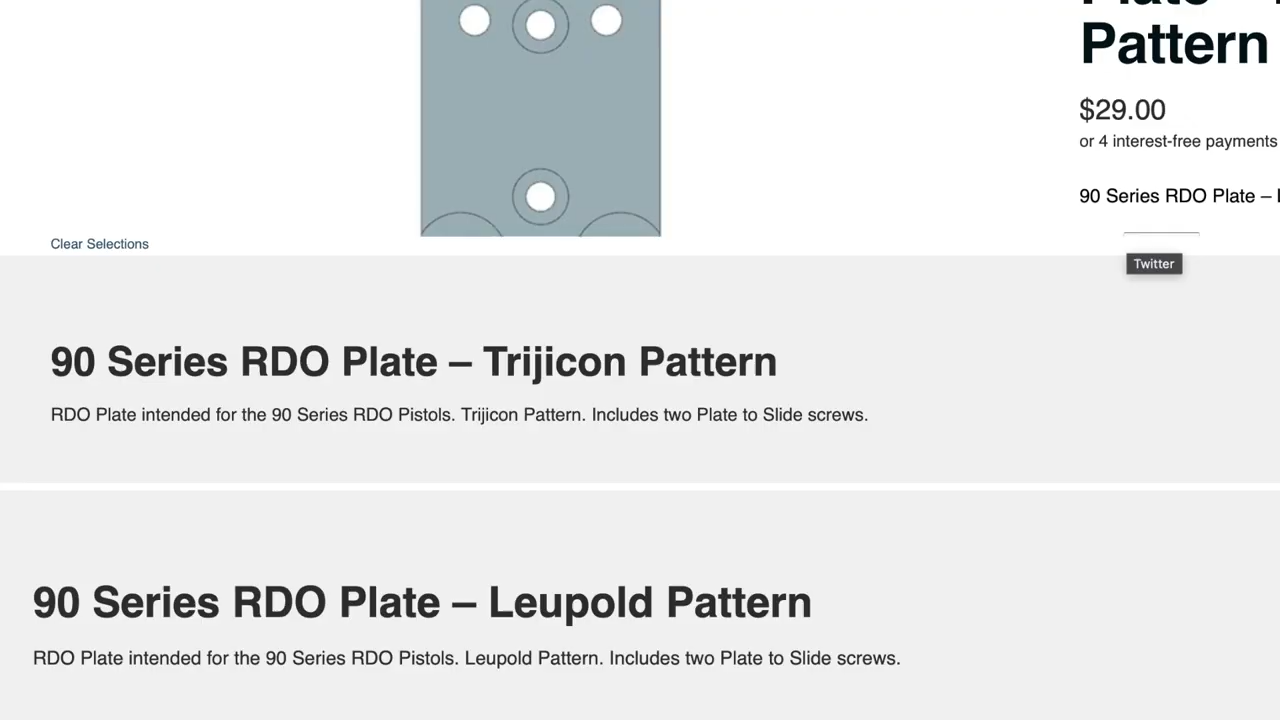 Pattern
$29.00
or 4 interest-free payments
90 Series RDO Plate –
Clear Selections
Twitter
90 Series RDO Plate – Trijicon Pattern
RDO Plate intended for the 90 Series RDO Pistols. Trijicon Pattern. Includes two Plate to Slide screws.
90 Series RDO Plate – Leupold Pattern
RDO Plate intended for the 90 Series RDO Pistols. Leupold Pattern. Includes two Plate to Slide screws.